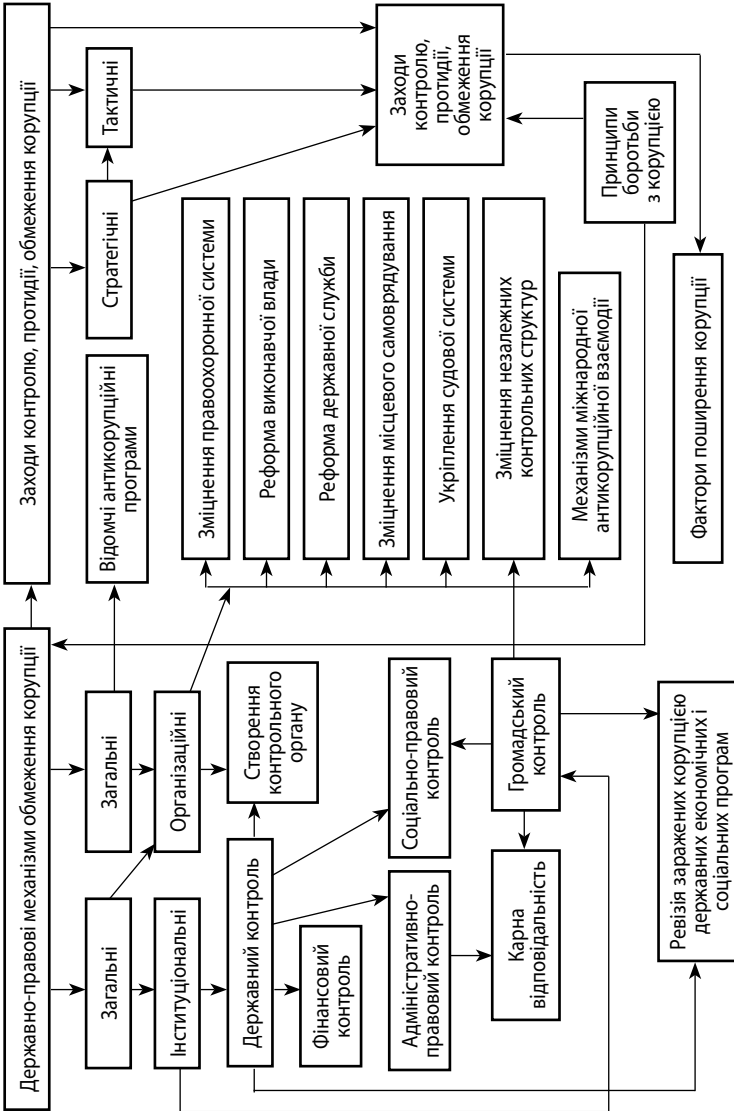 Державно-правові механізми обмеження корупції
Заходи контролю, протидії, обмеження корупції
Загальні
Загальні
Відомчі антикорупційні
програми
Стратегічні
Тактичні
Інституціональні
Організаційні
Державний контроль
Створення
контрольного
органу
Фінансовий
контроль
Зміцнення правоохоронної системи
Реформа виконавчої влади
Реформа державної служби
Зміцнення місцевого самоврядування
Укріплення судової системи
Зміцнення незалежних
контрольних структур
Механізми міжнародної
антикорупційної взаємодії
Заходи
контролю,
протидії,
обмеження
корупції
Адміністративно-
правовий контроль
Соціально-правовий
контроль
Карна
відповідальність
Громадський
контроль
Принципи
боротьби
з корупцією
Ревізія заражених корупцією
державних економічних і
соціальних програм
Фактори поширення корупції